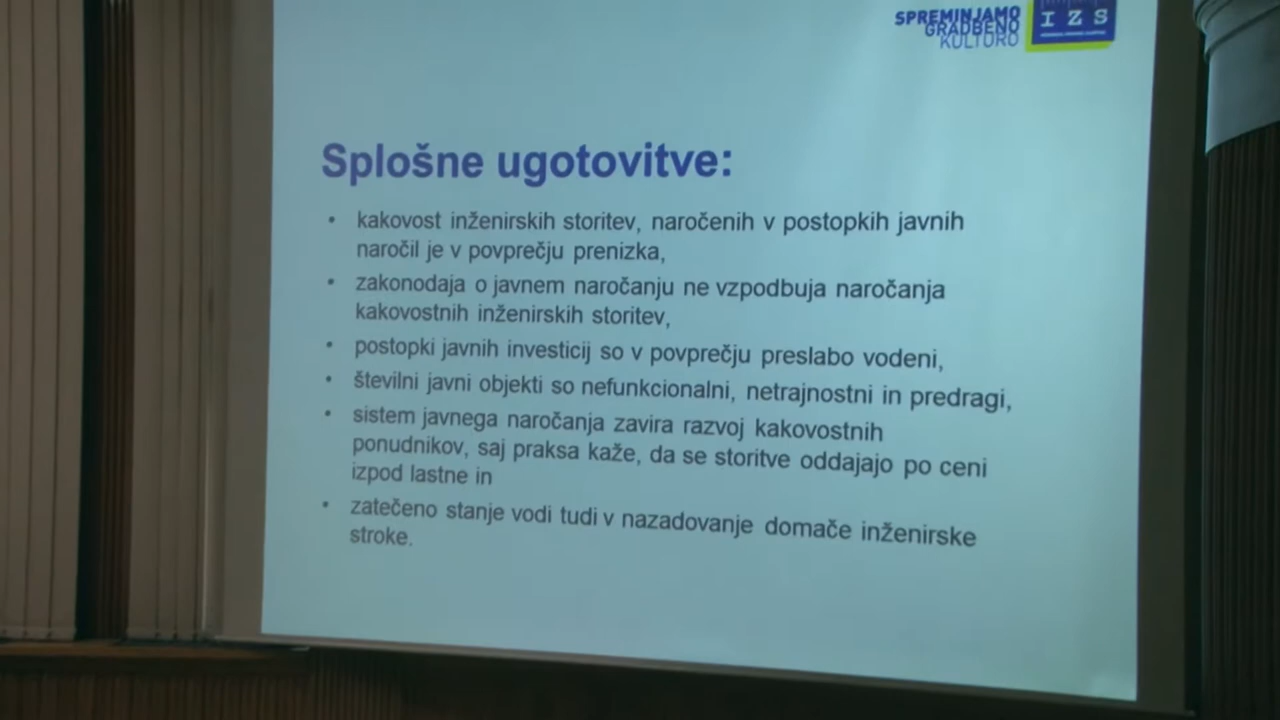 SPREMINJAMO
GRADBENO
KULTURO
IZS
Splošne ugotovitve:
• kakovost inženirskih storitev, naročenih v postopkih javnih
naročil je v povprečju prenizka,
• zakonodaja o javnem naročanju ne vzpodbuja naročanja
kakovostnih inženirskih storitev,
• postopki javnih investicij so v povprečju preslabo vodeni,
• številni javni objekti so nefunkcionalni, netrajnostni in predragi,
• sistem javnega naročanja zavira razvoj kakovostnih
ponudnikov, saj praksa kaže, da se storitve oddajajo po ceni
izpod lastne in
• zatečeno stanje vodi tudi v nazadovanje domače inženirske
stroke.